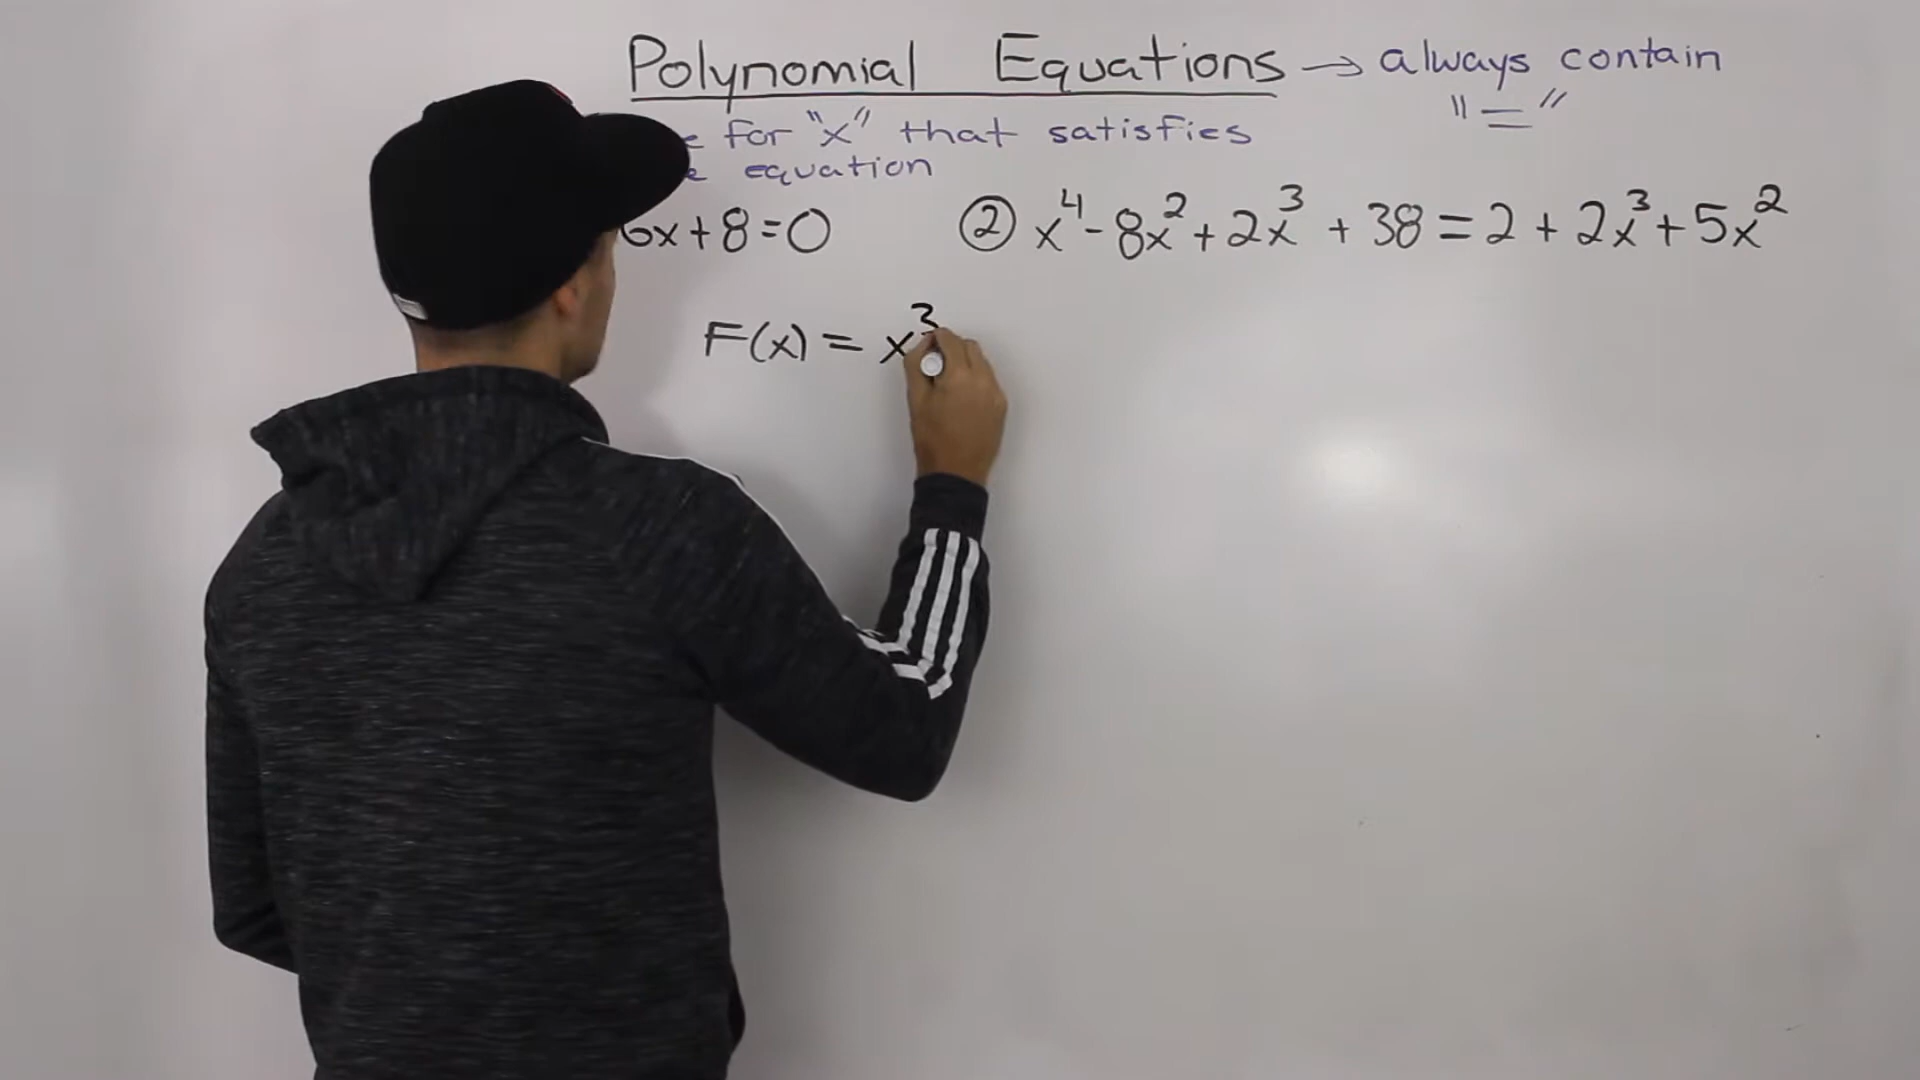 Polynomial Equations → always contain
"="
for "x" that satisfies
equation
6x+8=0 ② x⁴-8x²+2x³+38=2+2x³+5x²
F(x) = x³